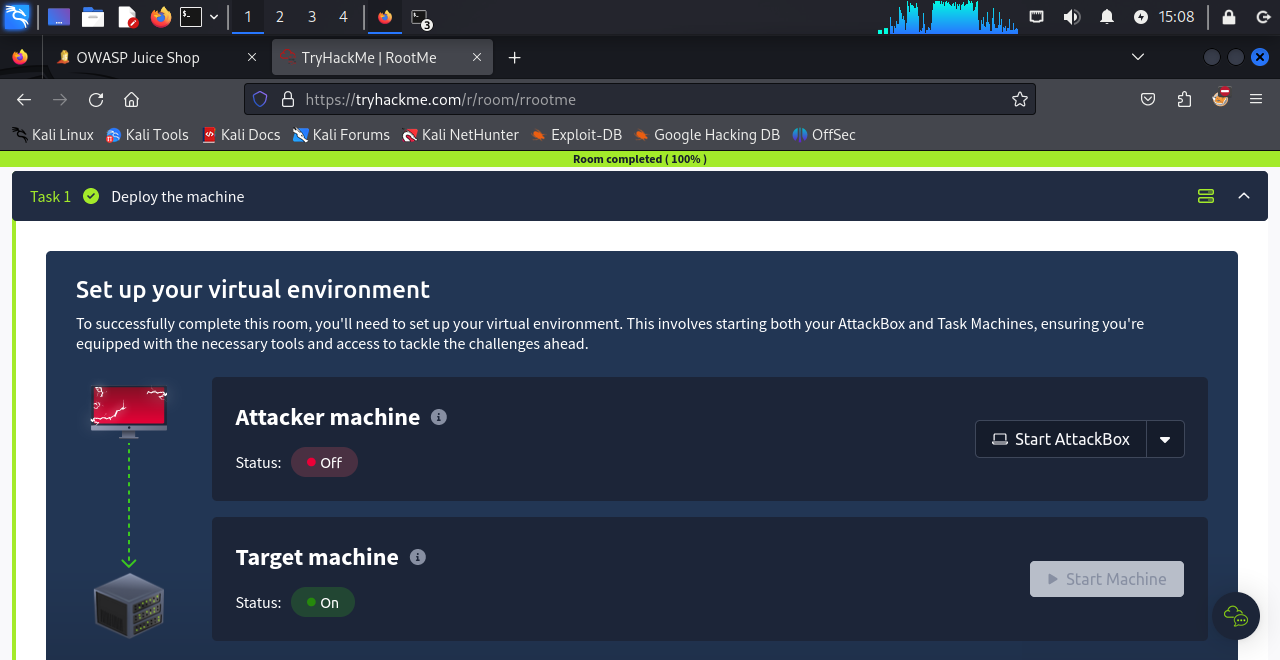 1 2 3 4 3 15:08
OWASP Juice Shop TryHackMe | RootMe
https://tryhackme.com/r/room/rrootme
Kali Linux Kali Tools Kali Docs Kali Forums Kali NetHunter Exploit-DB Google Hacking DB OffSec
Room completed ( 100% )
Task 1 Deploy the machine
Set up your virtual environment
To successfully complete this room, you'll need to set up your virtual environment. This involves starting both your AttackBox and Task Machines, ensuring you're
equipped with the necessary tools and access to tackle the challenges ahead.
Attacker machine
Start AttackBox
Status: Off
Target machine
Start Machine
Status: On